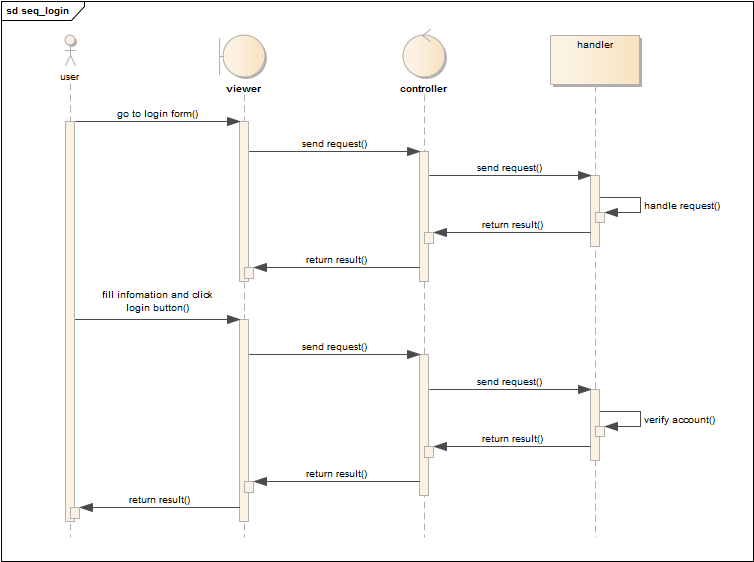 sd seq_login
user
viewer
controller
handler
go to login form()
send request()
send request()
handle request()
return result()
return result()
fill infomation and click
login button()
send request()
send request()
verify account()
return result()
return result()
return result()